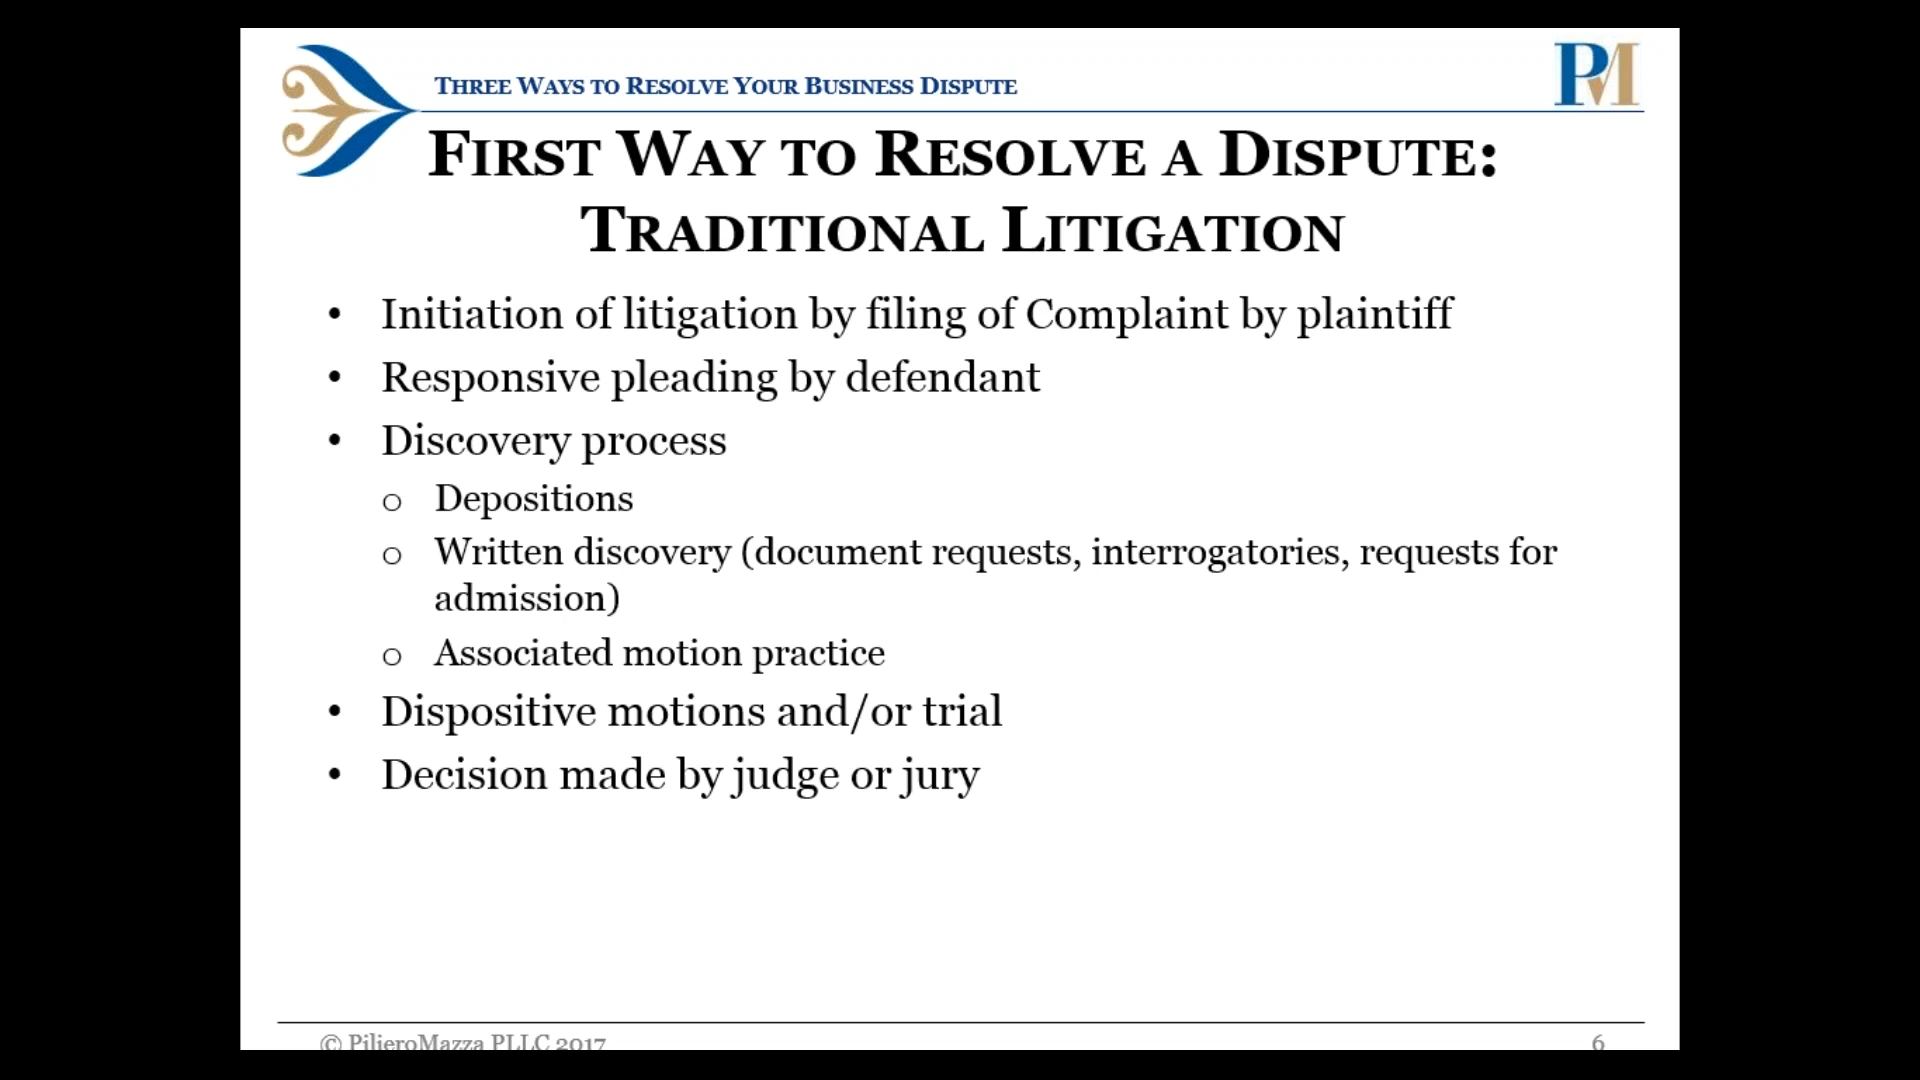 THREE WAYS TO RESOLVE YOUR BUSINESS DISPUTE
PM
FIRST WAY TO RESOLVE A DISPUTE:
TRADITIONAL LITIGATION
• Initiation of litigation by filing of Complaint by plaintiff
• Responsive pleading by defendant
• Discovery process
o Depositions
o Written discovery (document requests, interrogatories, requests for
admission)
o Associated motion practice
• Dispositive motions and/or trial
• Decision made by judge or jury
© PilieroMazza PLLC 2017
6